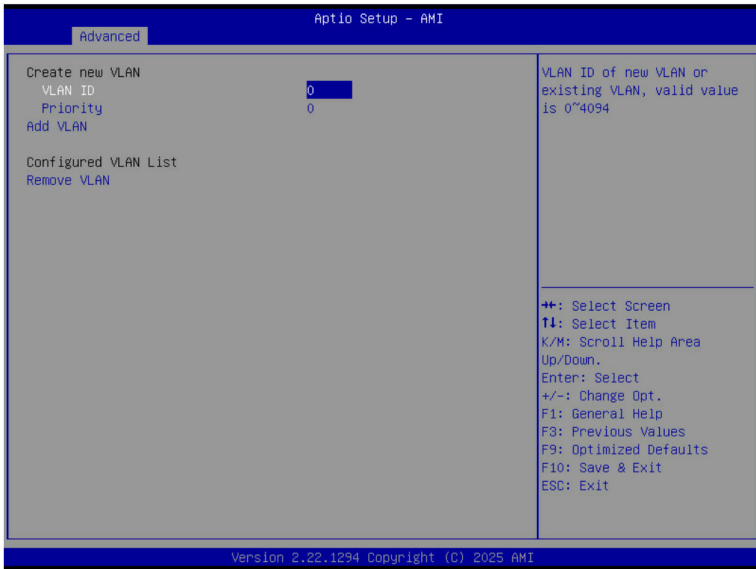 Aptio Setup – AMI
Advanced
Create new VLAN
VLAN ID 0
Priority 0
Add VLAN
Configured VLAN List
Remove VLAN
VLAN ID of new VLAN or
existing VLAN, valid value
is 0~4094
→←: Select Screen
↑↓: Select Item
K/M: Scroll Help Area
Up/Down.
Enter: Select
+/-: Change Opt.
F1: General Help
F3: Previous Values
F9: Optimized Defaults
F10: Save & Exit
ESC: Exit
Version 2.22.1294 Copyright (C) 2025 AMI